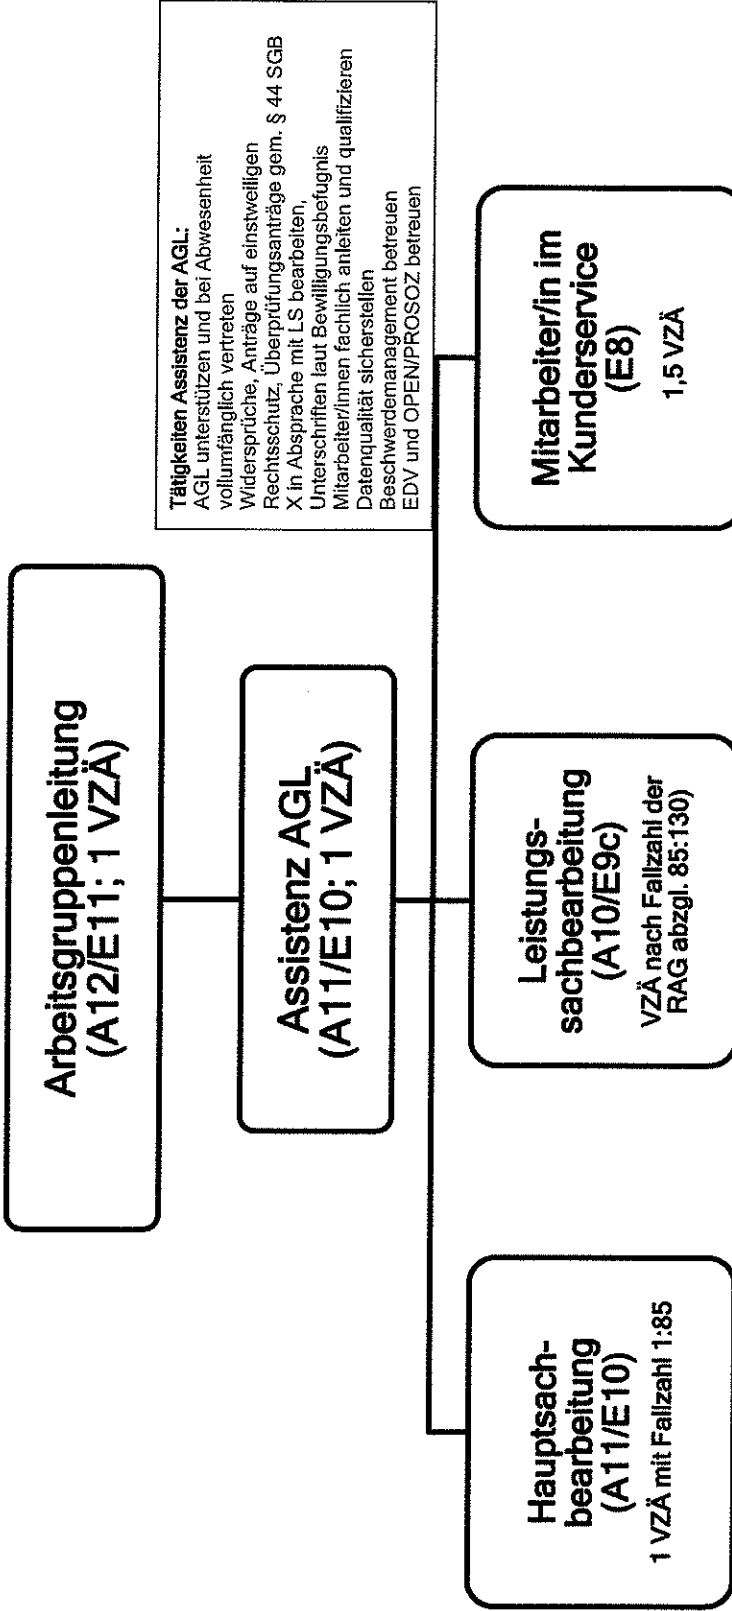 Arbeitsgruppenleitung
(A12/E11; 1 VZÄ)
Assistenz AGL
(A11/E10; 1 VZÄ)
Tätigkeiten Assistenz der AGL:
AGL unterstützen und bei Abwesenheit
vollumfänglich vertreten
Widersprüche, Anträge auf einstweiligen
Rechtsschutz, Überprüfungsanträge gem. § 44 SGB
X in Absprache mit LS bearbeiten,
Unterschriften laut Bewilligungsbefugnis
Mitarbeiter/innen fachlich anleiten und qualifizieren
Datenqualität sicherstellen
Beschwerdemanagement betreuen
EDV und OPEN/PROSOZ betreuen
Hauptsach-
bearbeitung
(A11/E10)
1 VZÄ mit Fallzahl 1:85
Leistungs-
sachbearbeitung
(A10/E9c)
VZÄ nach Fallzahl der
RAG abzgl. 85:130)
Mitarbeiter/in im
Kunderservice
(E8)
1,5 VZÄ